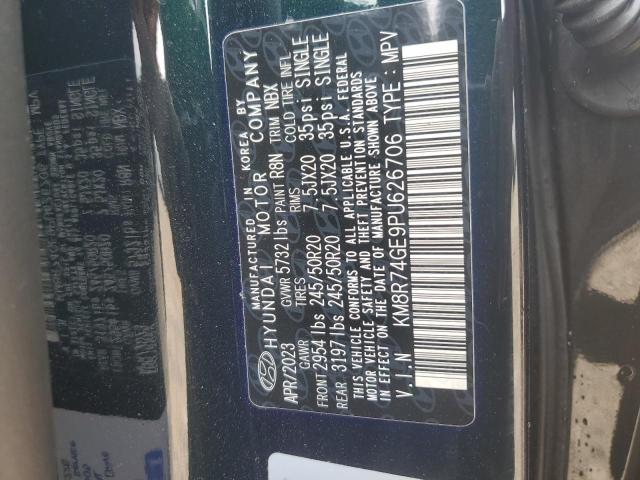 MANUFACTURED IN KOREA BY
HYUNDAI MOTOR COMPANY
APR/2023 GVWR 5732 lbs PAINT R8N TRIM NBX
GAWR TIRES RIMS COLD TIRE INFL
FRONT 2954 lbs 245/50R20 7.5JX20 35psi SINGLE
REAR 3197 lbs 245/50R20 7.5JX20 35psi SINGLE
THIS VEHICLE CONFORMS TO ALL APPLICABLE U.S.A. FEDERAL
MOTOR VEHICLE SAFETY AND THEFT PREVENTION STANDARDS
IN EFFECT ON THE DATE OF MANUFACTURE SHOWN ABOVE
V.I.N KM8R74GE9PU626706 TYPE : MPV